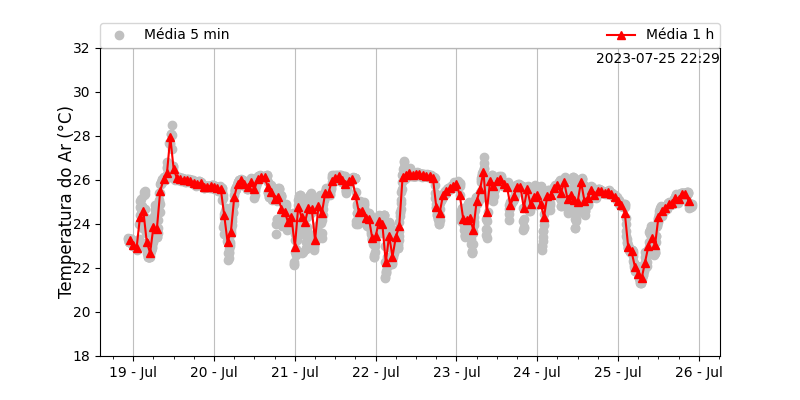 Média 5 min
Média 1 h
2023-07-25 22:29
Temperatura do Ar (°C)
32
30
28
26
24
22
20
18
19 - Jul
20 - Jul
21 - Jul
22 - Jul
23 - Jul
24 - Jul
25 - Jul
26 - Jul